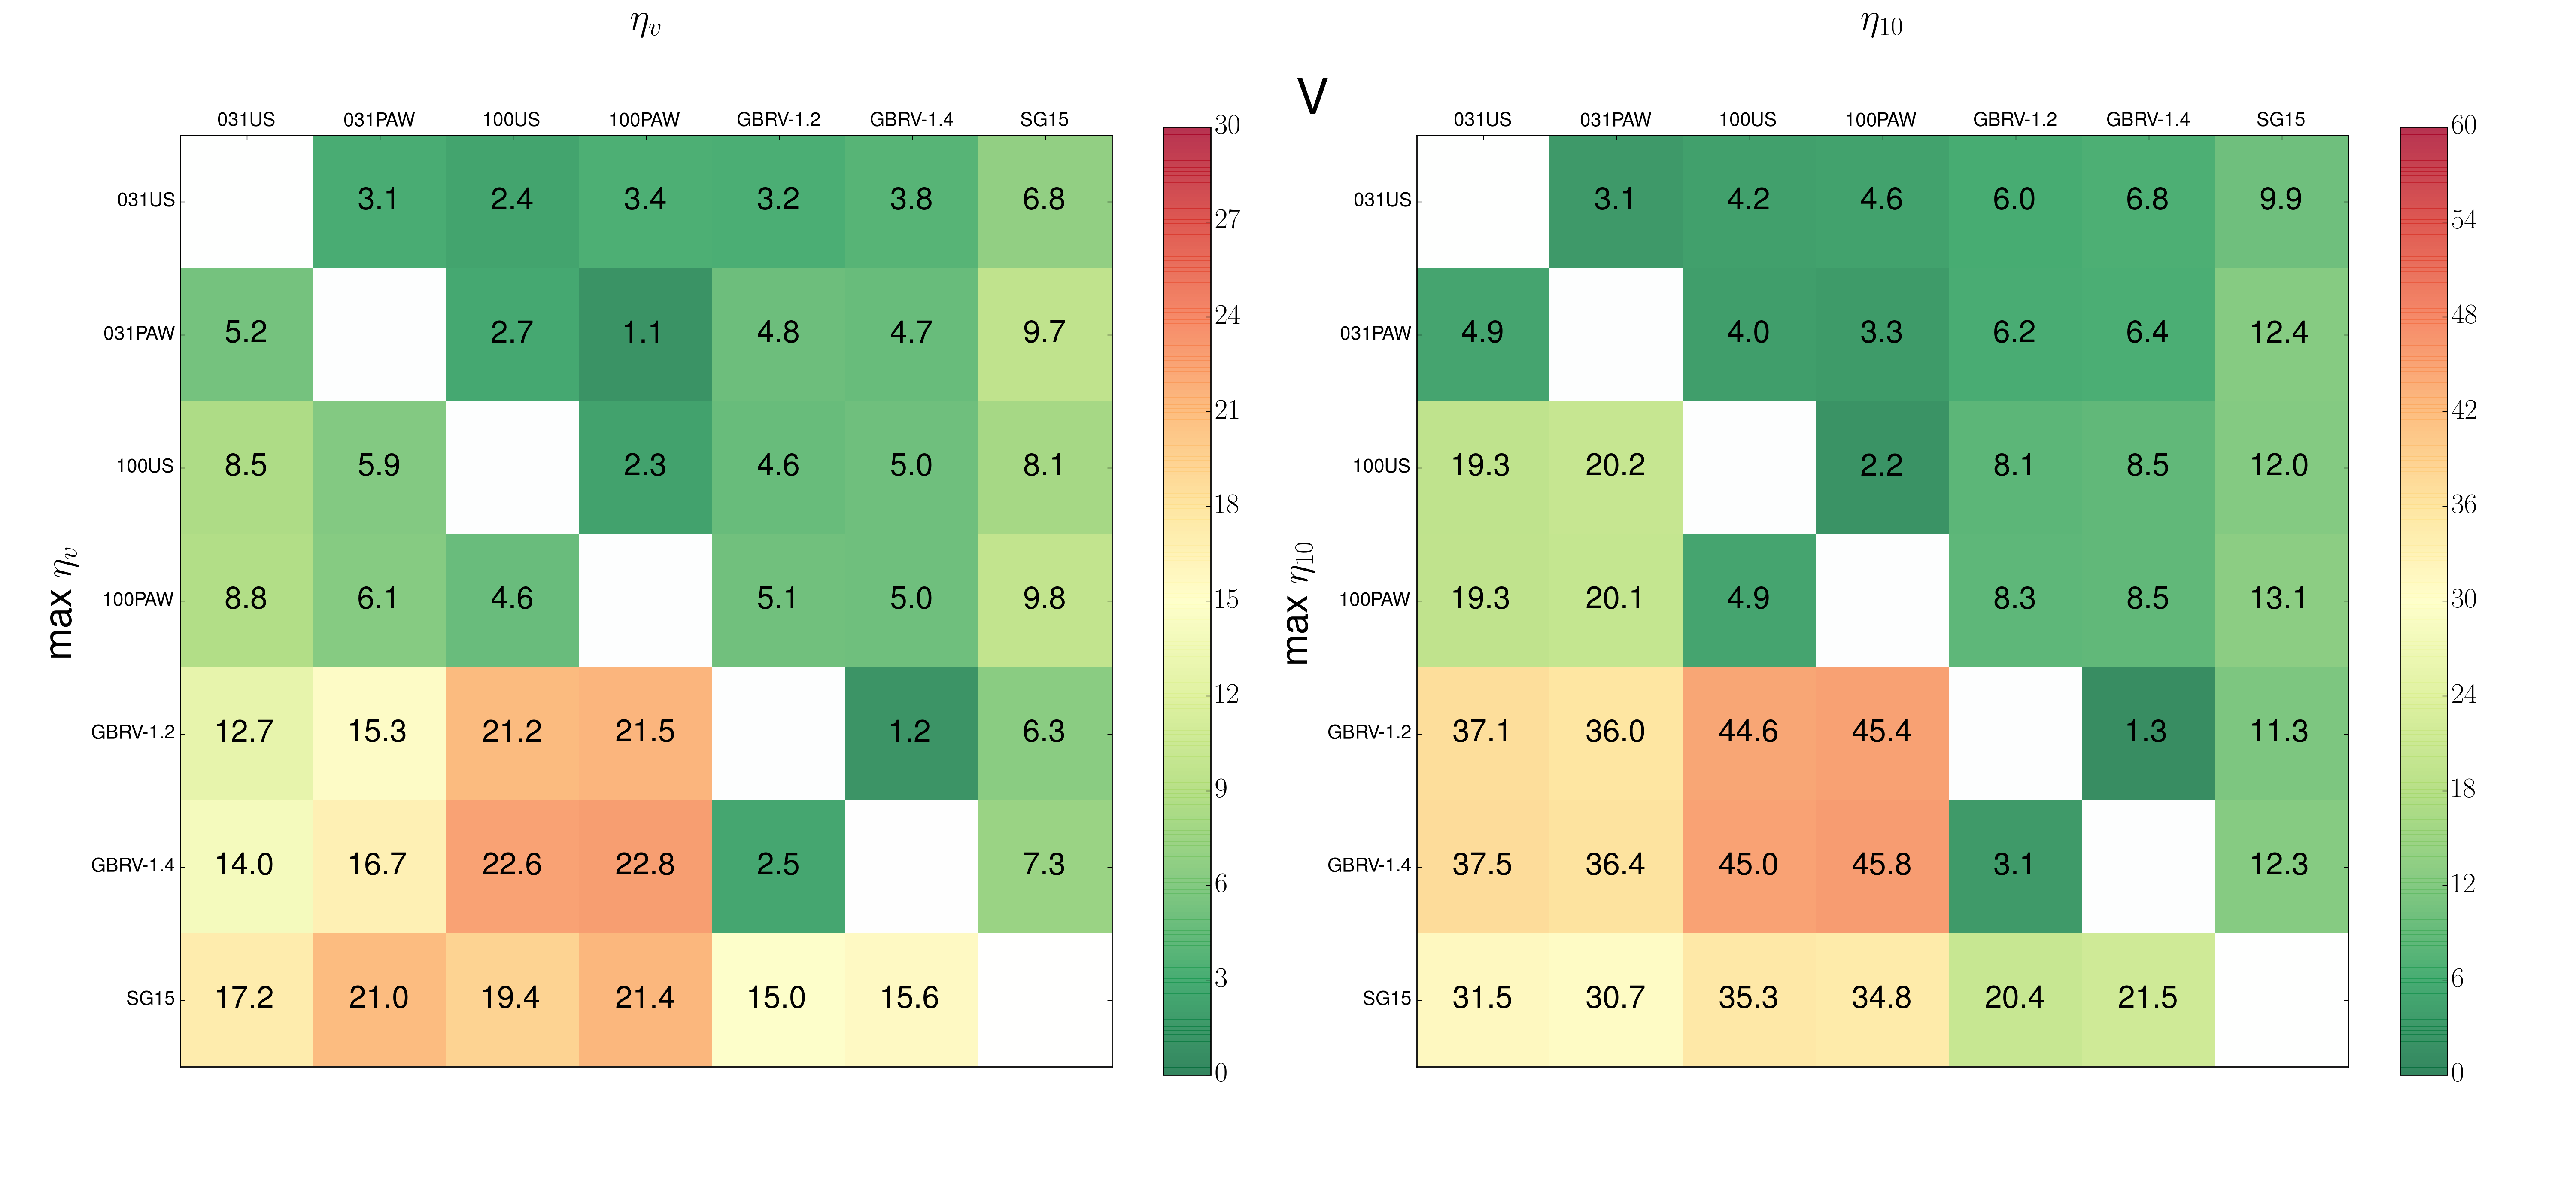 η_v
031US 031PAW 100US 100PAW GBRV-1.2 GBRV-1.4 SG15
031US 3.1 2.4 3.4 3.2 3.8 6.8
031PAW 5.2 2.7 1.1 4.8 4.7 9.7
100US 8.5 5.9 2.3 4.6 5.0 8.1
100PAW 8.8 6.1 4.6 5.1 5.0 9.8
GBRV-1.2 12.7 15.3 21.2 21.5 1.2 6.3
GBRV-1.4 14.0 16.7 22.6 22.8 2.5 7.3
SG15 17.2 21.0 19.4 21.4 15.0 15.6
max η_v
30
27
24
21
18
15
12
9
6
3
0
η_10
V
031US 031PAW 100US 100PAW GBRV-1.2 GBRV-1.4 SG15
031US 3.1 4.2 4.6 6.0 6.8 9.9
031PAW 4.9 4.0 3.3 6.2 6.4 12.4
100US 19.3 20.2 2.2 8.1 8.5 12.0
100PAW 19.3 20.1 4.9 8.3 8.5 13.1
GBRV-1.2 37.1 36.0 44.6 45.4 1.3 11.3
GBRV-1.4 37.5 36.4 45.0 45.8 3.1 12.3
SG15 31.5 30.7 35.3 34.8 20.4 21.5
max η_10
60
54
48
42
36
30
24
18
12
6
0